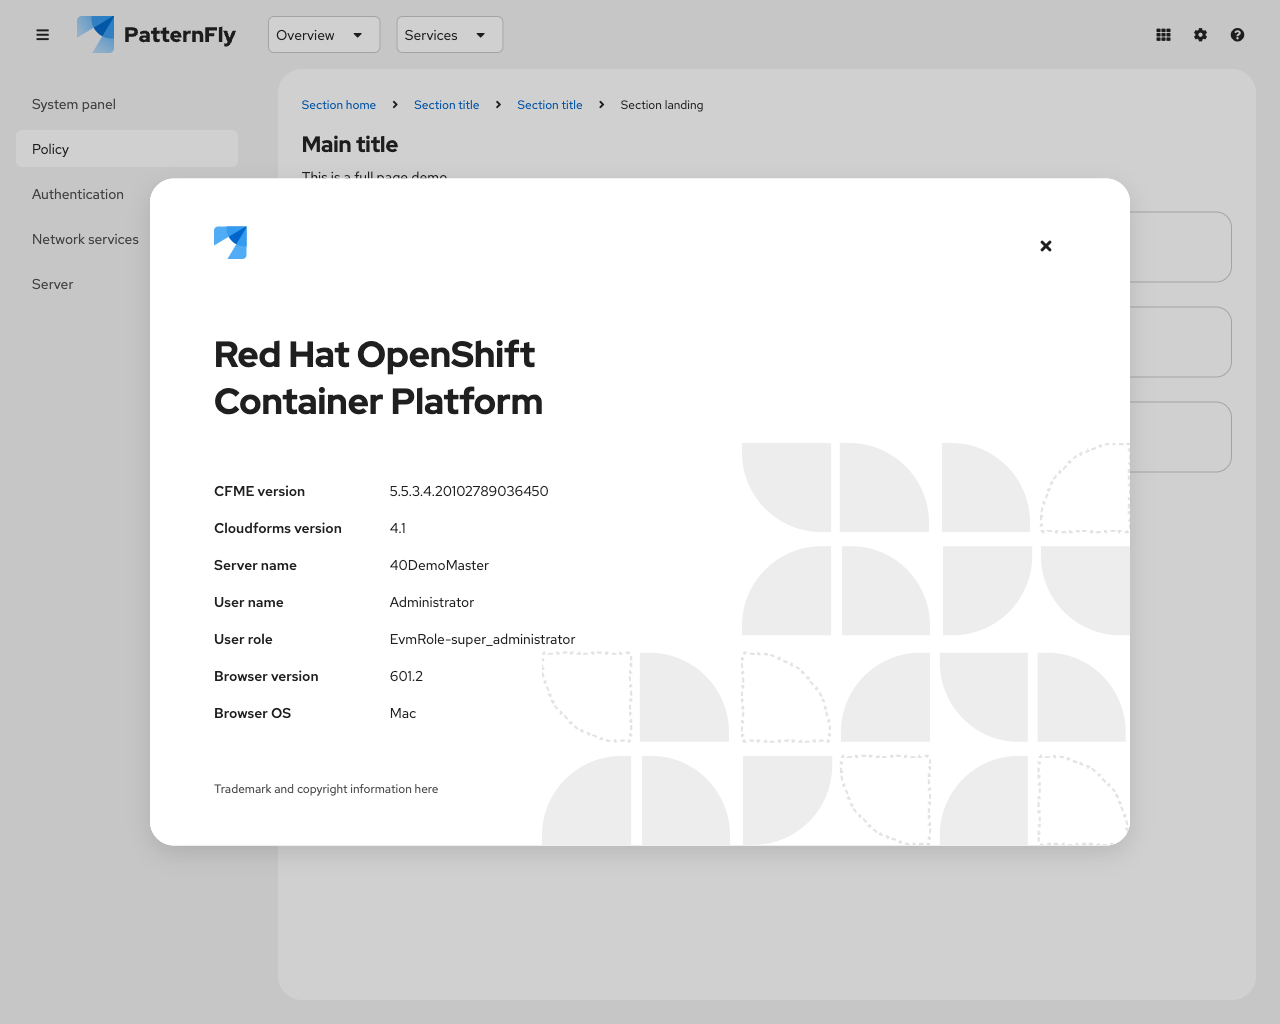 PatternFly
Overview
Services
System panel
Policy
Authentication
Network services
Server
Section home
Section title
Section title
Section landing
Main title
This is a full page demo.
Red Hat OpenShift
Container Platform
CFME version 5.5.3.4.20102789036450
Cloudforms version 4.1
Server name 40DemoMaster
User name Administrator
User role EvmRole-super_administrator
Browser version 601.2
Browser OS Mac
Trademark and copyright information here